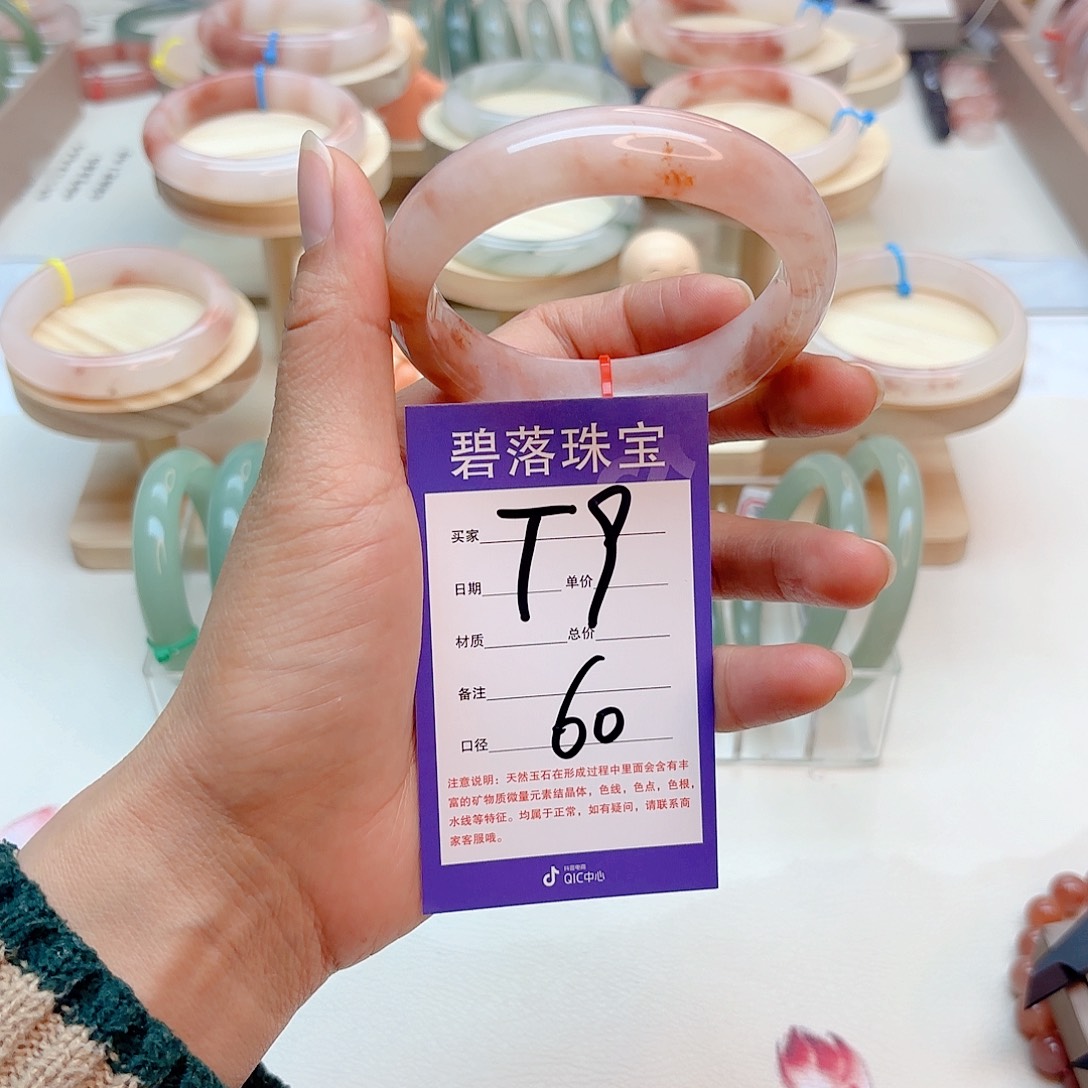 碧落珠宝
买家
T9
日期 单价
材质 总价
备注
口径 60
注意说明：天然玉石在形成过程中里面会含有丰
富的矿物质微量元素结晶体，色线，色点，色根，
水线等特征。均属于正常，如有疑问，请联系商
家客服哦。
抖音电商
QIC中心